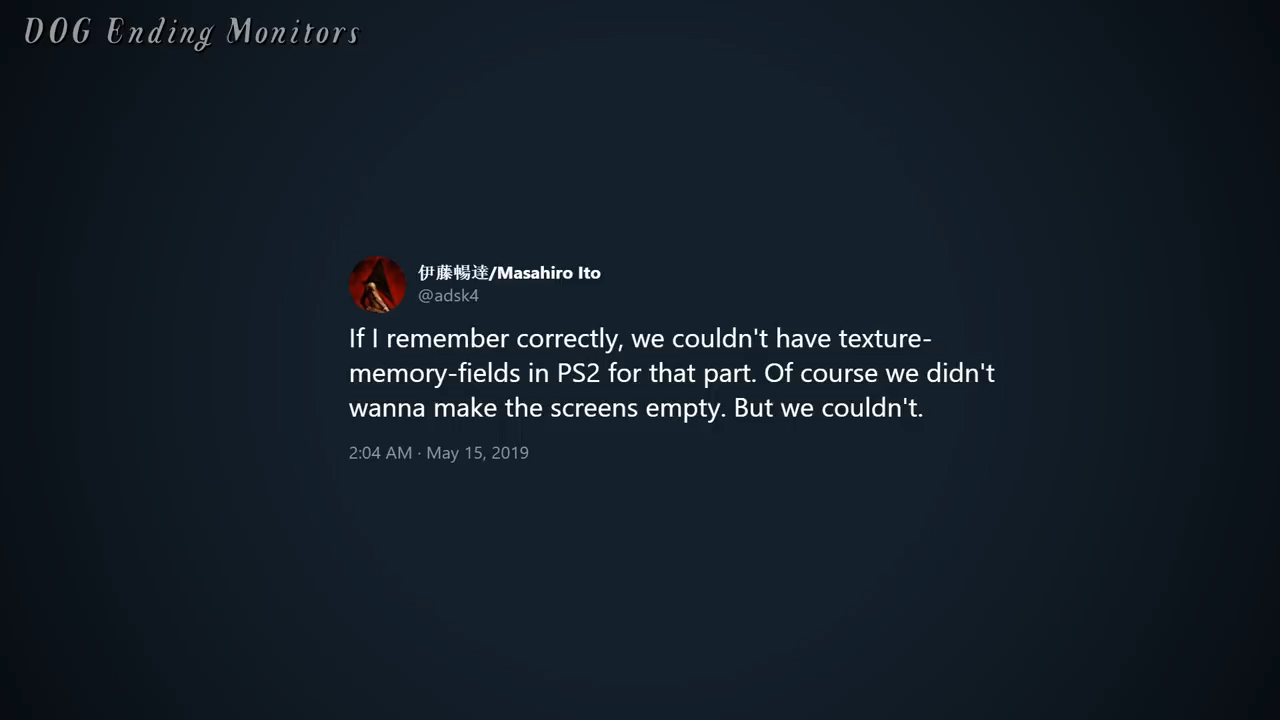 DOG Ending Monitors
伊藤暢達/Masahiro Ito
@adsk4
If I remember correctly, we couldn't have texture-
memory-fields in PS2 for that part. Of course we didn't
wanna make the screens empty. But we couldn't.
2:04 AM · May 15, 2019